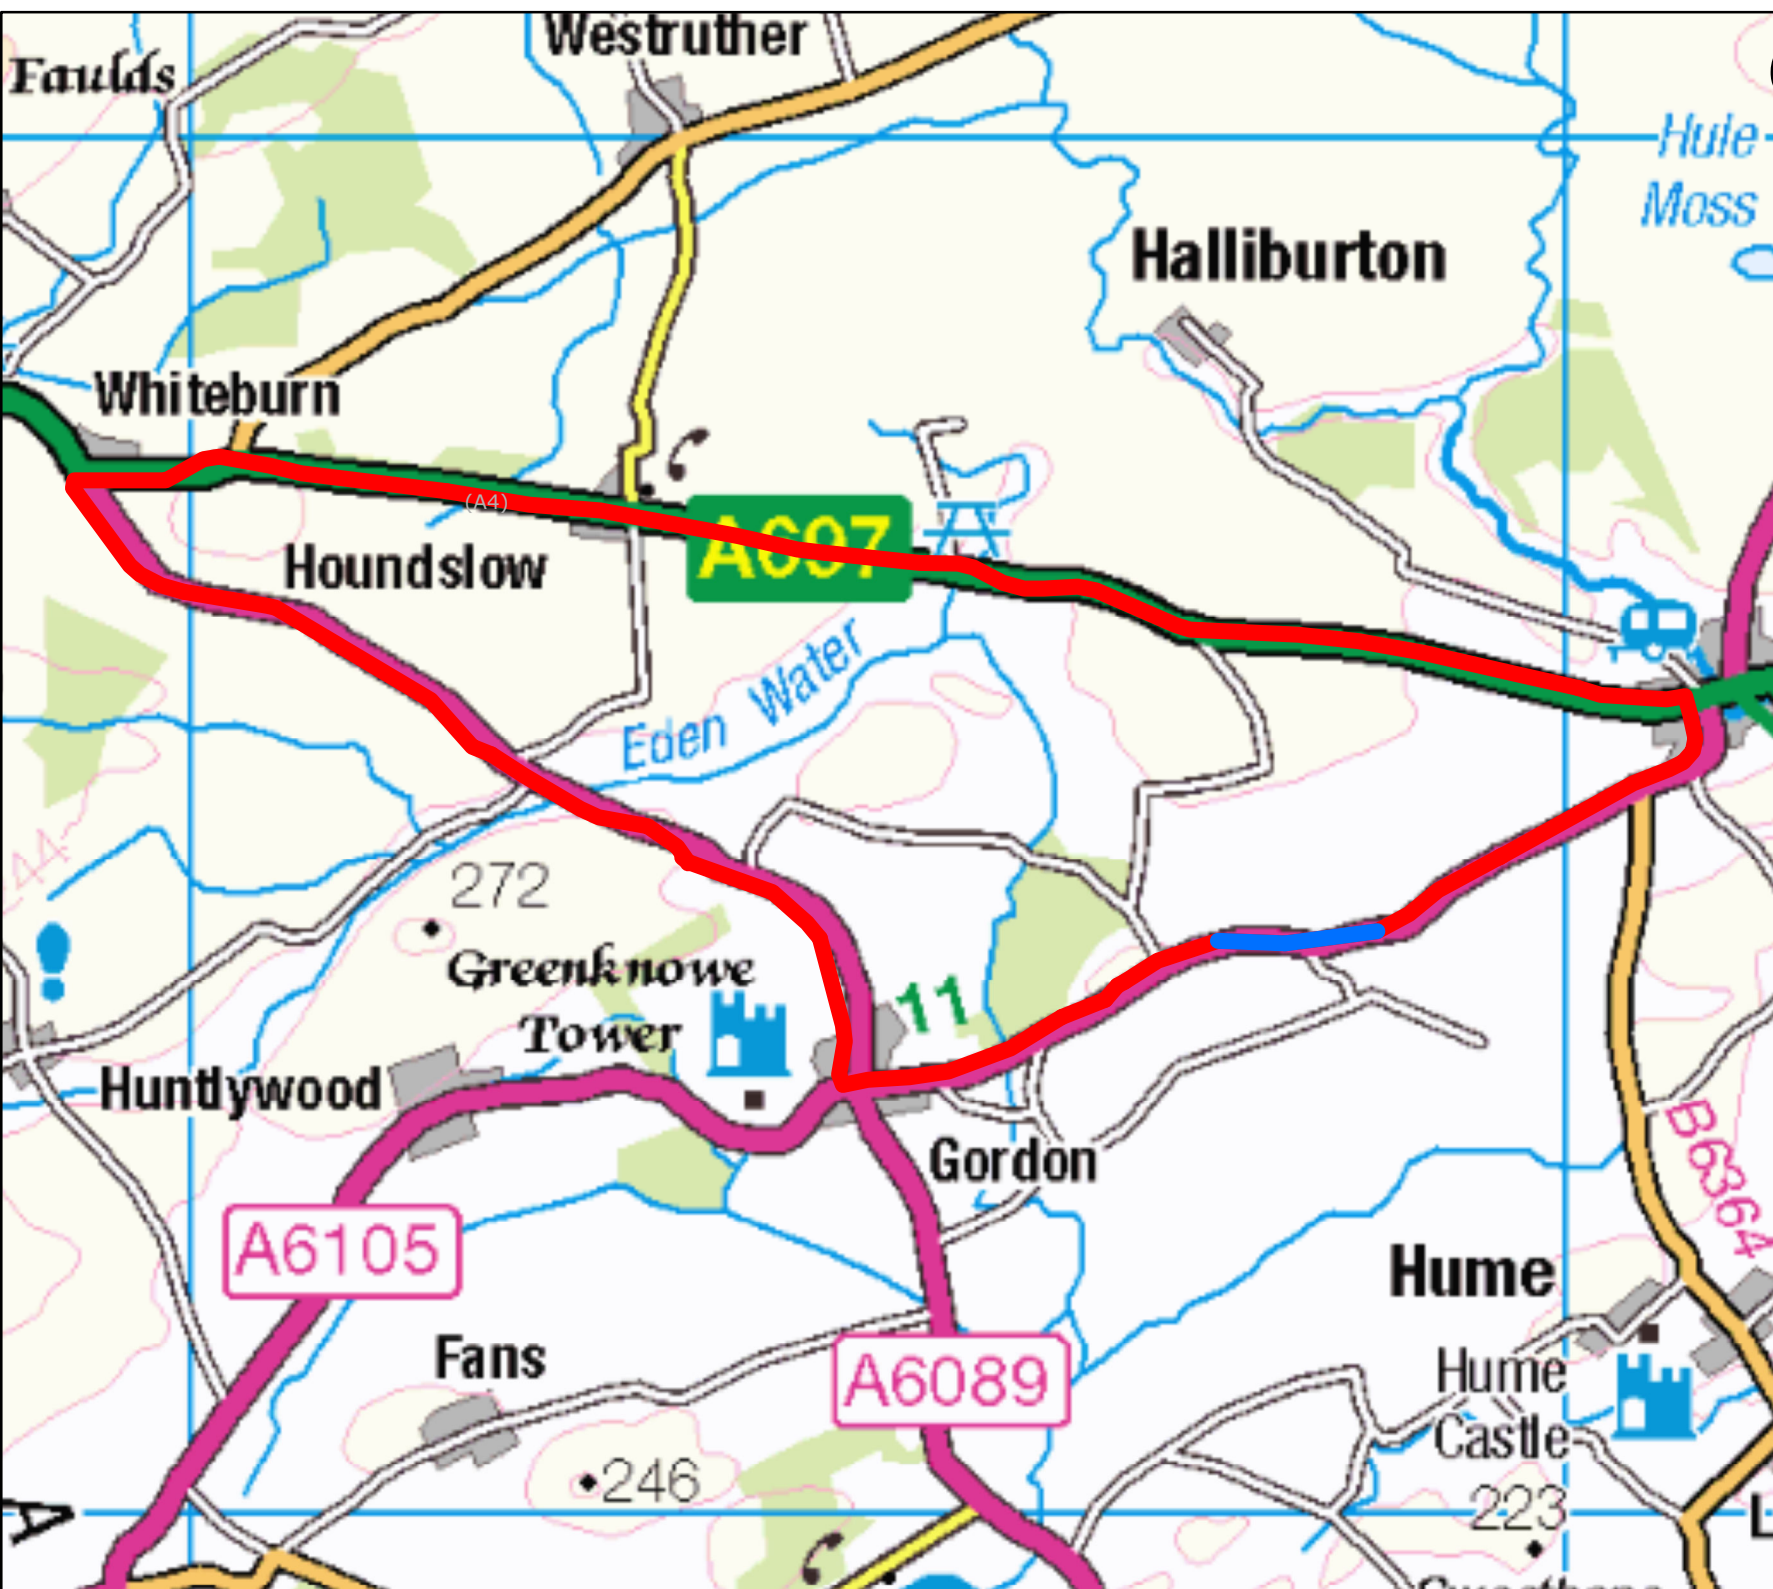 Westruther
Faulds
Hule
Moss
Halliburton
Whiteburn
(A4)
A697
Houndslow
Eden Water
272
Greenknowe
Tower
11
Huntlywood
Gordon
B6364
A6105
Hume
Fans
A6089
Hume
Castle
246
223
A
L